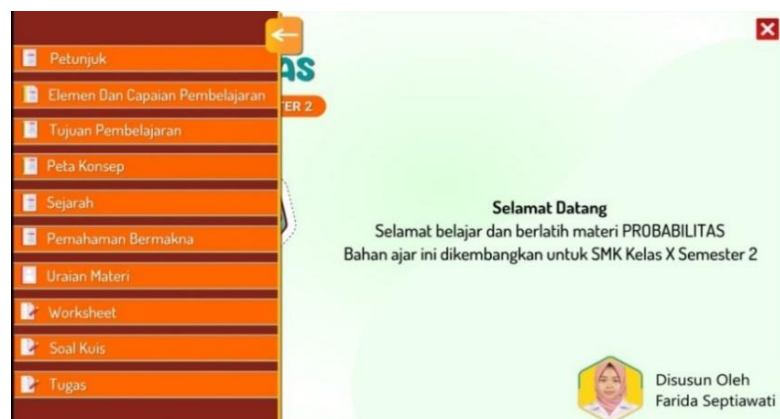 Petunjuk
Elemen Dan Capaian Pembelajaran
Tujuan Pembelajaran
Peta Konsep
Sejarah
Pemahaman Bermakna
Uraian Materi
Worksheet
Soal Kuis
Tugas
AS
TER 2
Selamat Datang
Selamat belajar dan berlatih materi PROBABILITAS
Bahan ajar ini dikembangkan untuk SMK Kelas X Semester 2
Disusun Oleh
Farida Septiawati